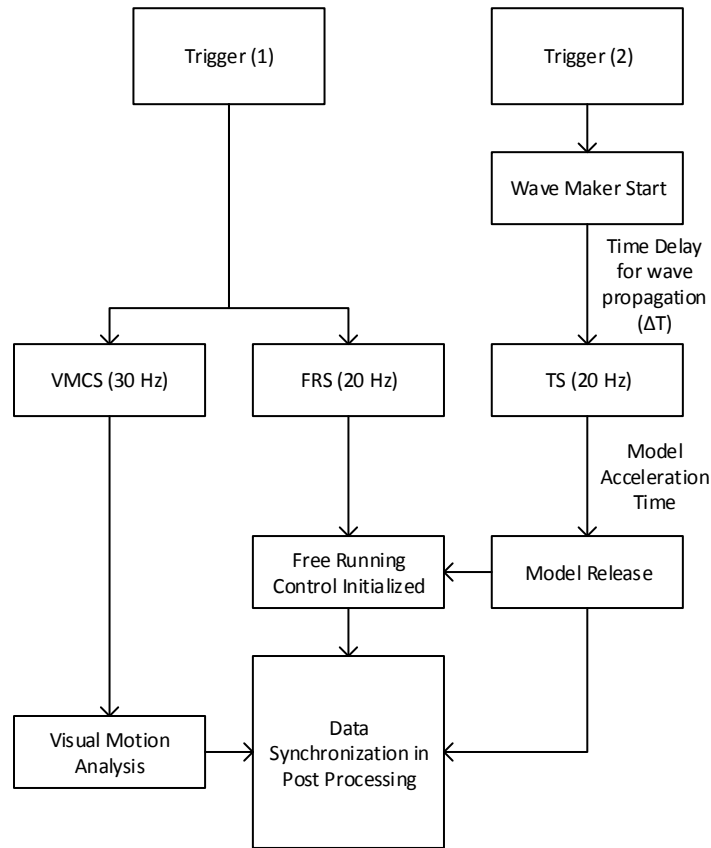 Trigger (1)
Trigger (2)
Wave Maker Start
Time Delay
for wave
propagation
(ΔT)
VMCS (30 Hz)
FRS (20 Hz)
TS (20 Hz)
Model
Acceleration
Time
Free Running
Control Initialized
Model Release
Visual Motion
Analysis
Data
Synchronization in
Post Processing